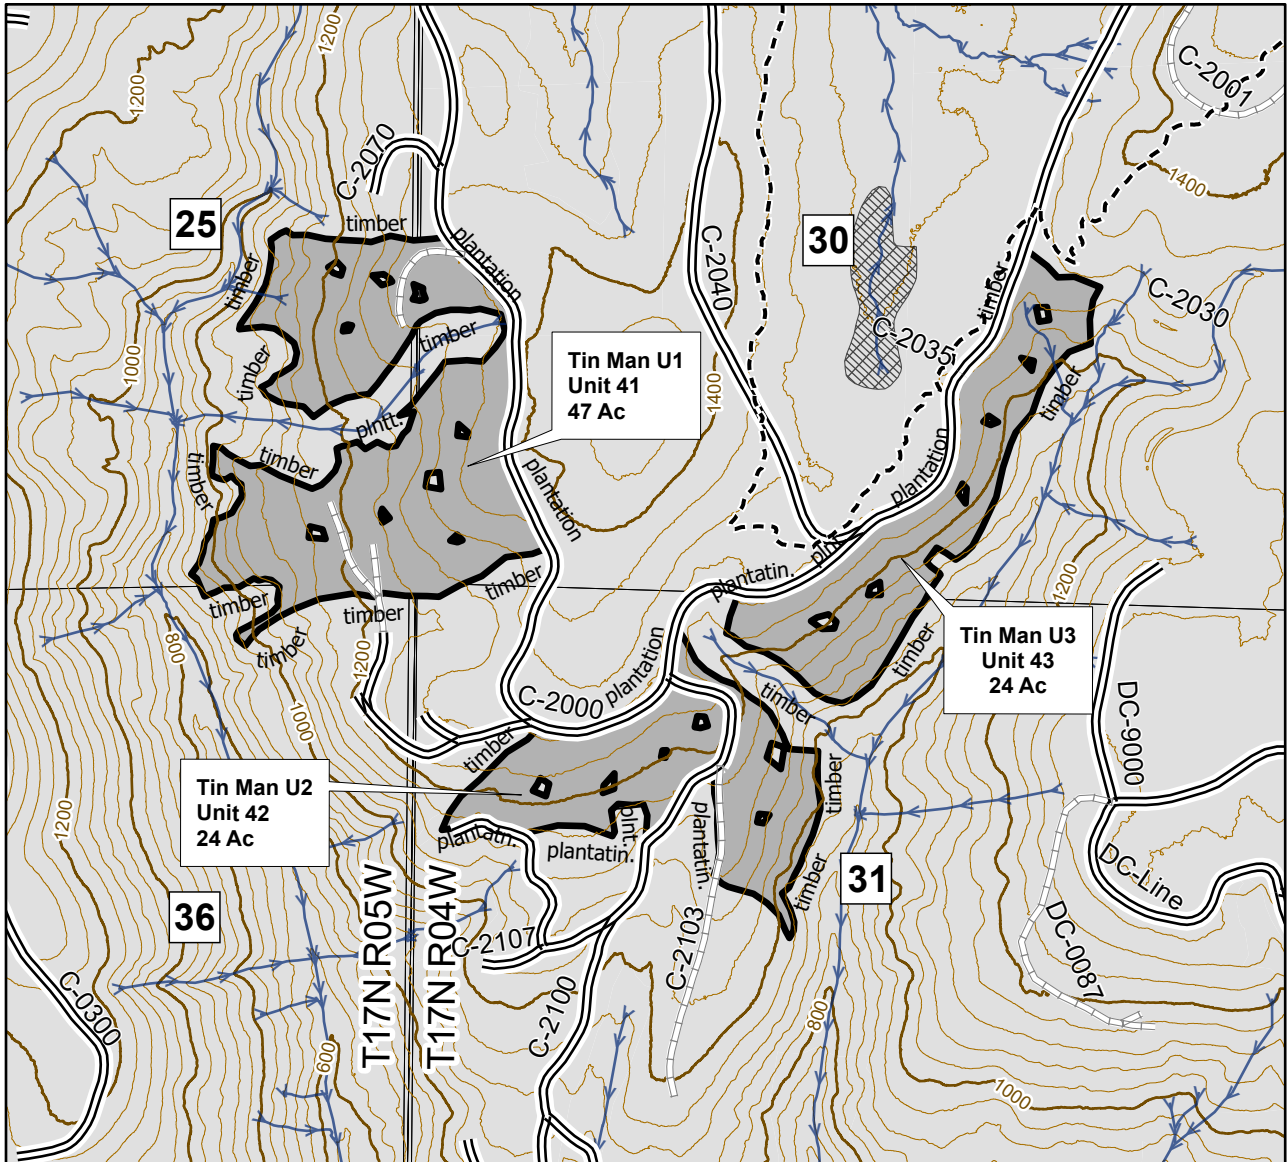 1200
1200
C-2001
C-2070
1400
25
timber
30
plantation
timber
C-2040
timber
C-2030
timber
C-2035
Tin Man U1
Unit 41
47 Ac
1000
timber
1400
timber
plntt.
timber
plantation
timber
plantation
plnt.
plantatin.
timber
timber
timber
timber
1200
Tin Man U3
Unit 43
24 Ac
800
timber
1200
plantation
timber
timber
C-2000
1000
timber
DC-9000
Tin Man U2
Unit 42
24 Ac
timber
1200
plantatn.
plnt.
plantatin.
plantatin.
timber
31
DC-Line
36
T17N R05W
T17N R04W
C-2107
C-2103
DC-0087
C-0300
C-2100
800
600
1000